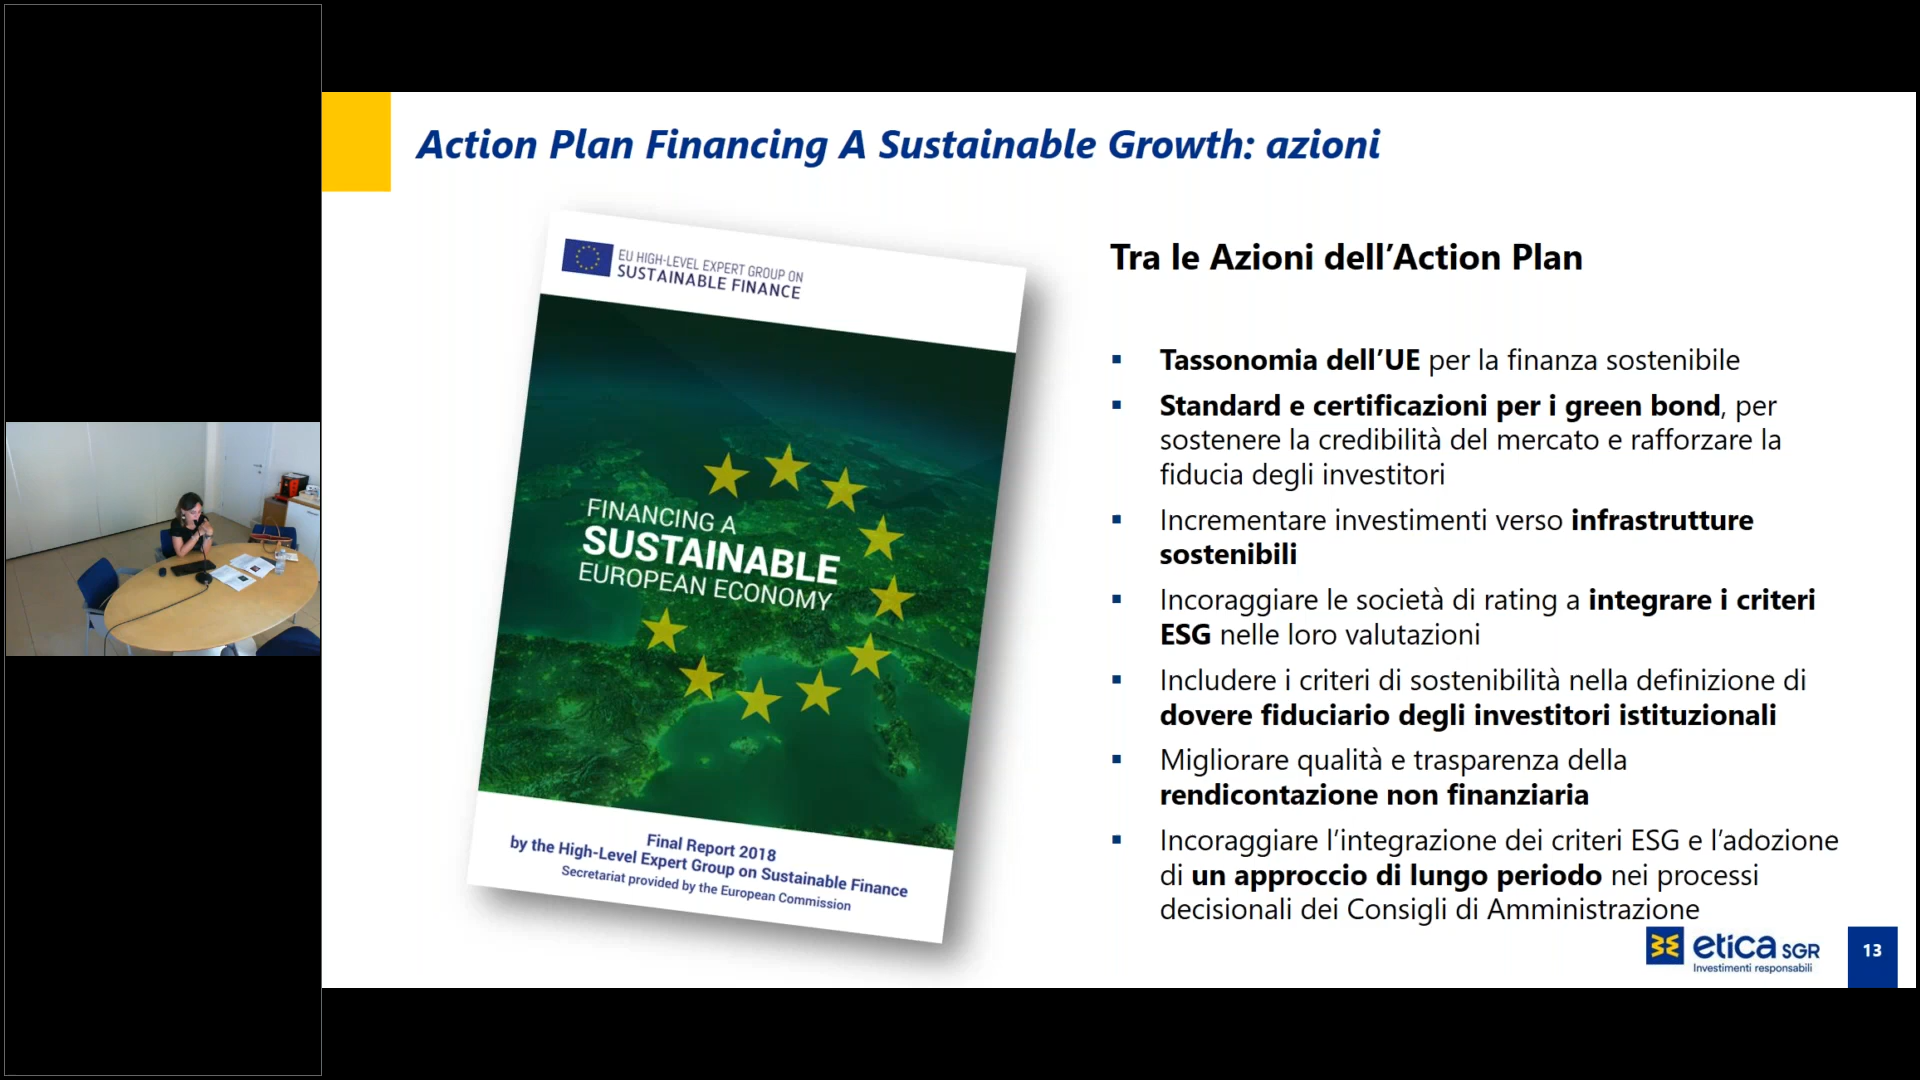 Action Plan Financing A Sustainable Growth: azioni
EU HIGH-LEVEL EXPERT GROUP ON
SUSTAINABLE FINANCE
FINANCING A
SUSTAINABLE
EUROPEAN ECONOMY
Final Report 2018
by the High-Level Expert Group on Sustainable Finance
Secretariat provided by the European Commission
Tra le Azioni dell’Action Plan
▪ Tassonomia dell’UE per la finanza sostenibile
▪ Standard e certificazioni per i green bond, per
sostenere la credibilità del mercato e rafforzare la
fiducia degli investitori
▪ Incrementare investimenti verso infrastrutture
sostenibili
▪ Incoraggiare le società di rating a integrare i criteri
ESG nelle loro valutazioni
▪ Includere i criteri di sostenibilità nella definizione di
dovere fiduciario degli investitori istituzionali
▪ Migliorare qualità e trasparenza della
rendicontazione non finanziaria
▪ Incoraggiare l’integrazione dei criteri ESG e l’adozione
di un approccio di lungo periodo nei processi
decisionali dei Consigli di Amministrazione
etica SGR
Investimenti responsabili
13